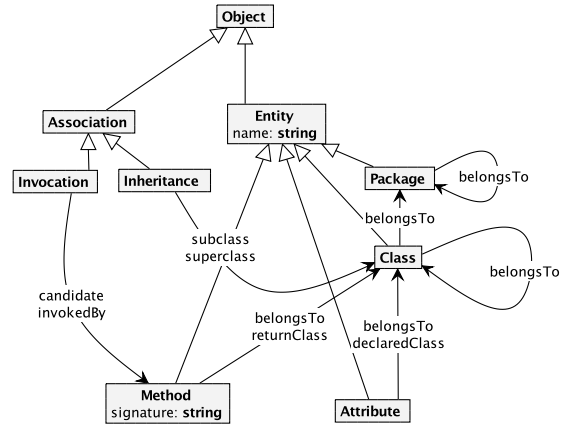 Object
Entity
name: string
Association
Invocation
Inheritance
Package
belongsTo
belongsTo
subclass
superclass
Class
belongsTo
candidate
invokedBy
belongsTo
returnClass
belongsTo
declaredClass
Method
signature: string
Attribute